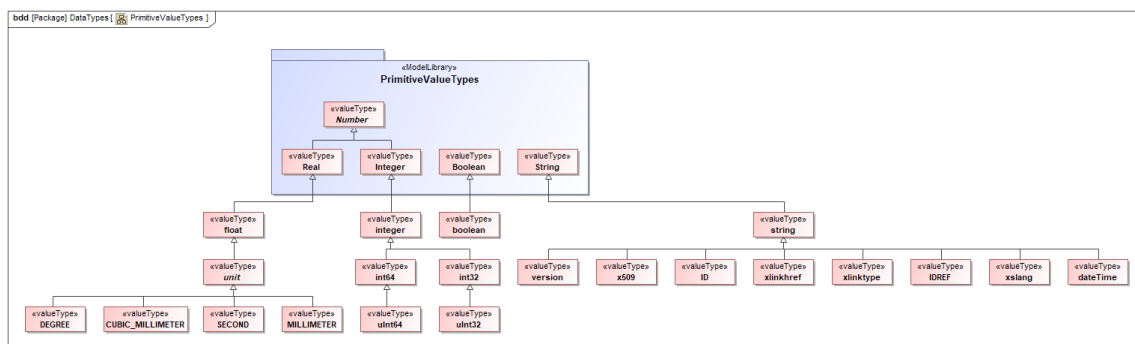 bdd [Package] DataTypes [ PrimitiveValueTypes ]
«ModelLibrary»
PrimitiveValueTypes
«valueType»
Number
«valueType»
Real
«valueType»
Integer
«valueType»
Boolean
«valueType»
String
«valueType»
float
«valueType»
integer
«valueType»
boolean
«valueType»
string
«valueType»
unit
«valueType»
int64
«valueType»
int32
«valueType»
version
«valueType»
x509
«valueType»
ID
«valueType»
xlinkhref
«valueType»
xlinktype
«valueType»
IDREF
«valueType»
xslang
«valueType»
dateTime
«valueType»
DEGREE
«valueType»
CUBIC_MILLIMETER
«valueType»
SECOND
«valueType»
MILLIMETER
«valueType»
uInt64
«valueType»
uInt32